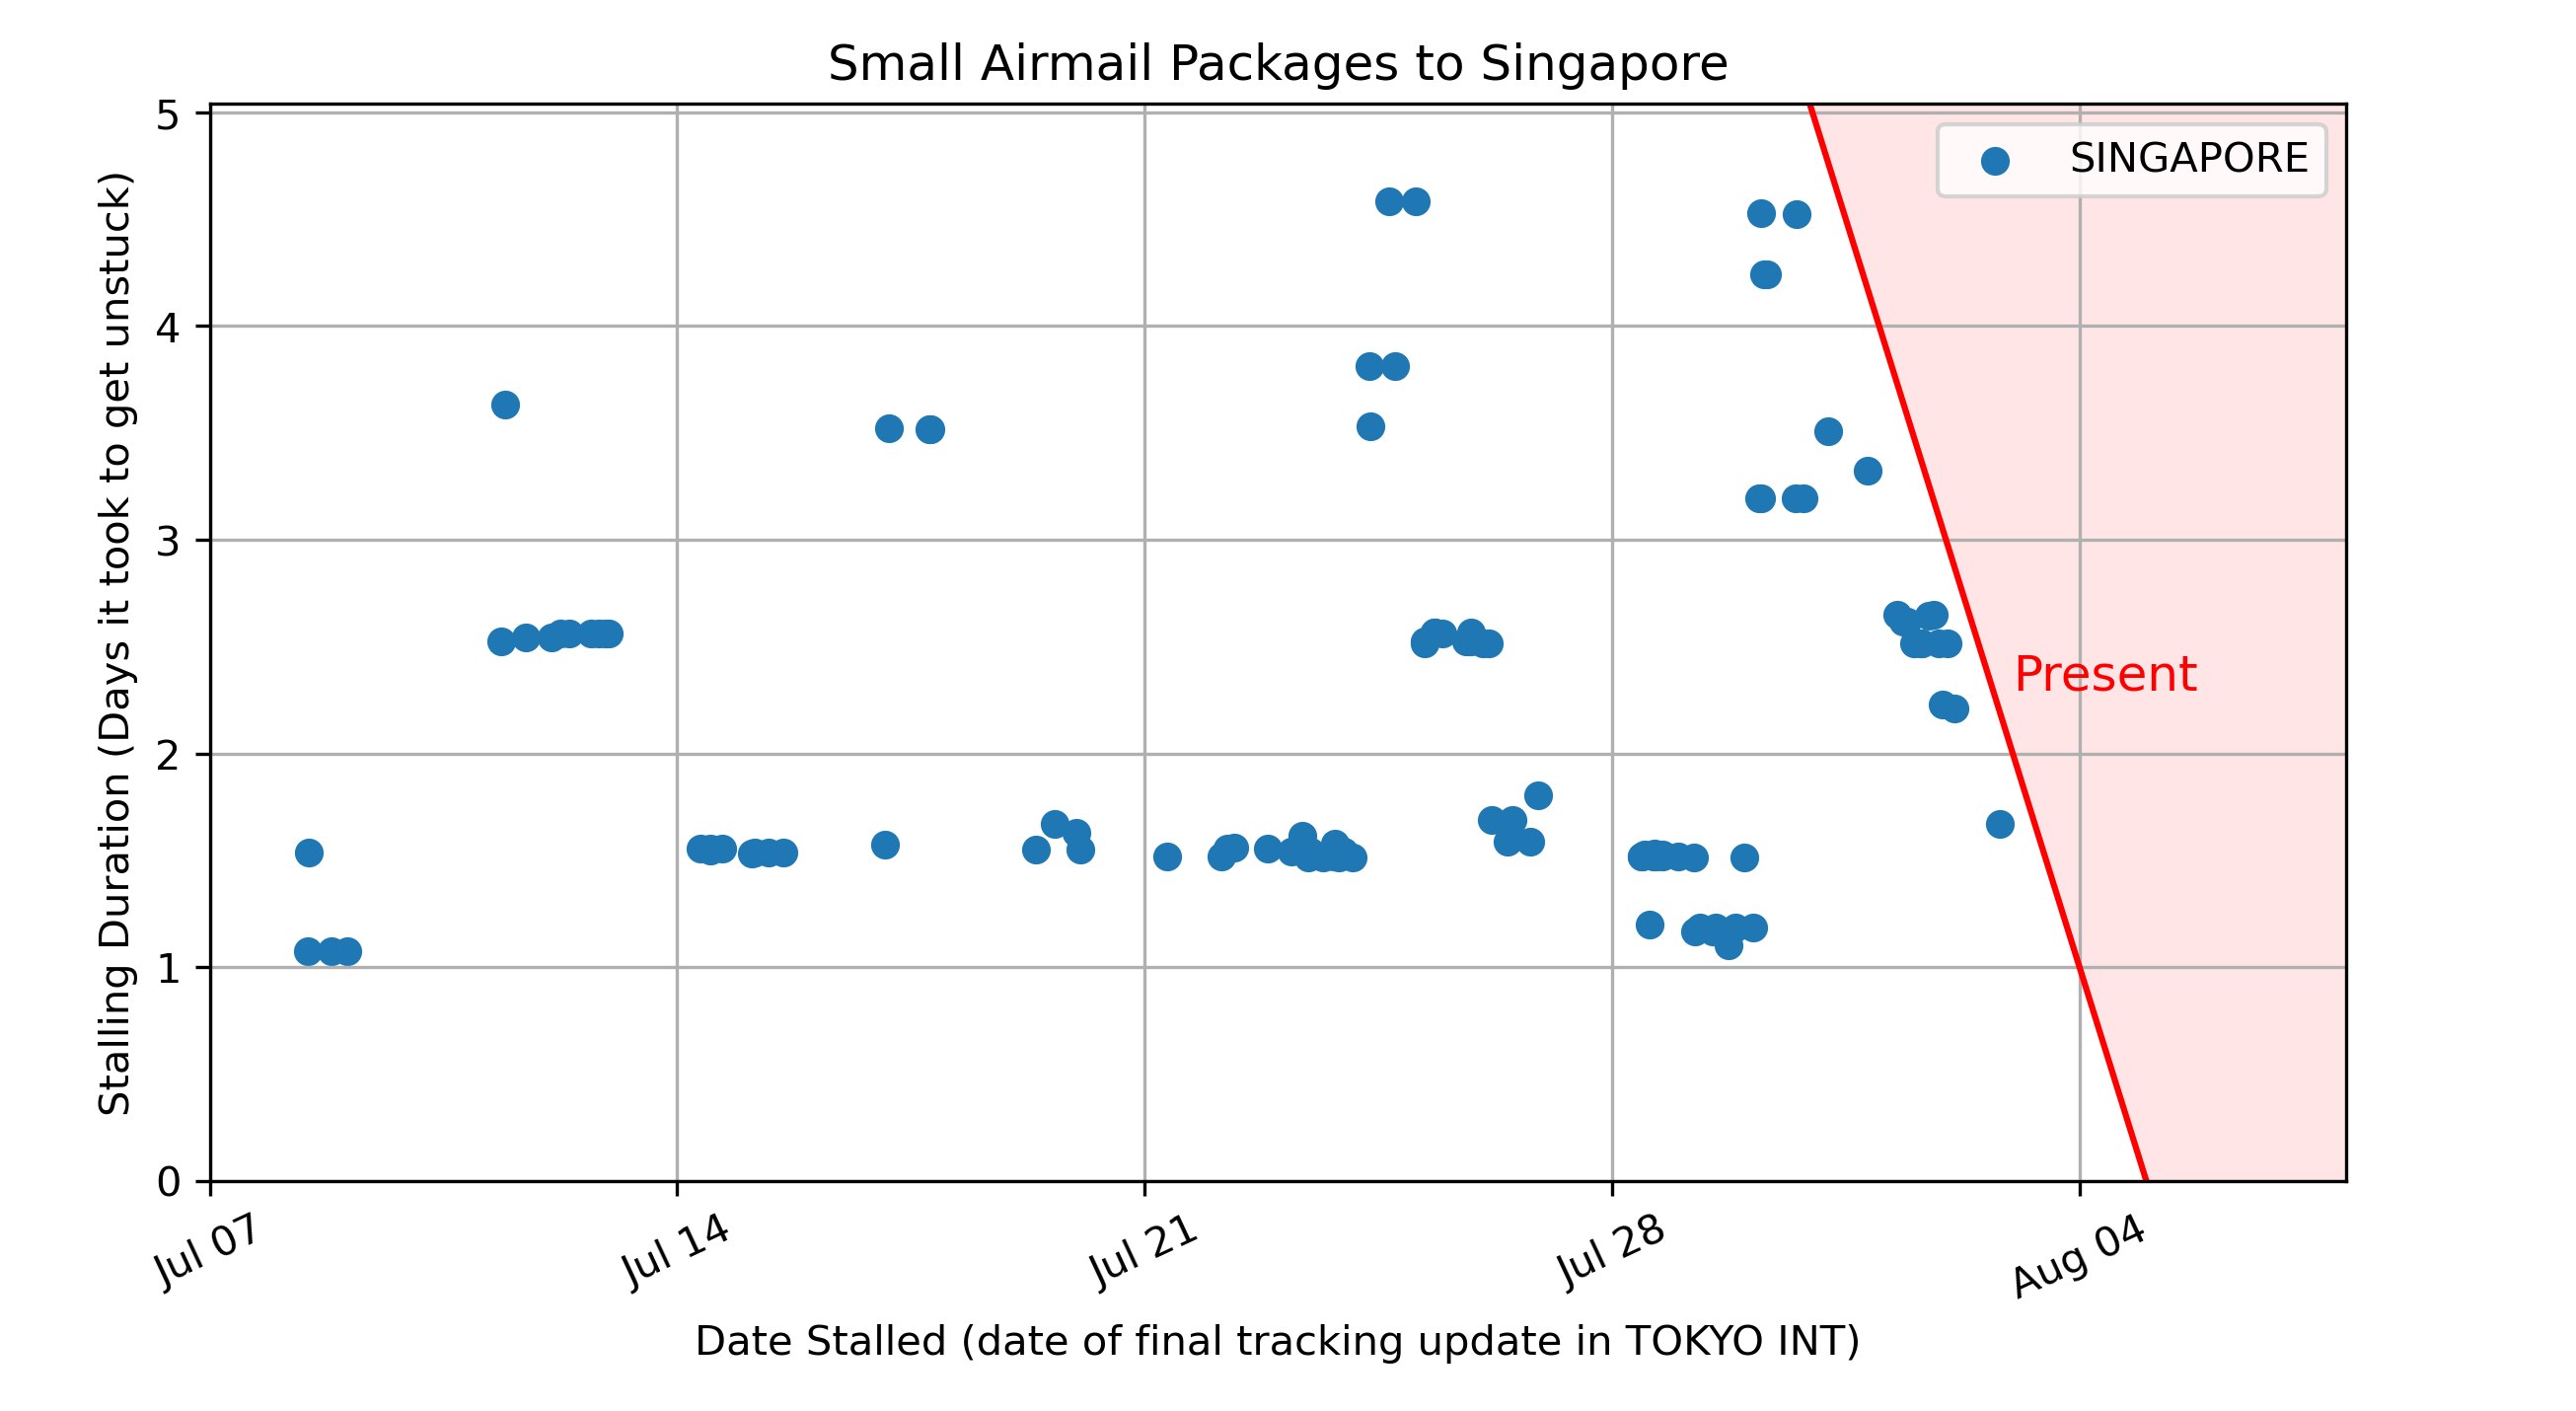 Small Airmail Packages to Singapore
Stalling Duration (Days it took to get unstuck)
5
4
3
2
1
0
SINGAPORE
Present
Jul 07
Jul 14
Jul 21
Jul 28
Aug 04
Date Stalled (date of final tracking update in TOKYO INT)